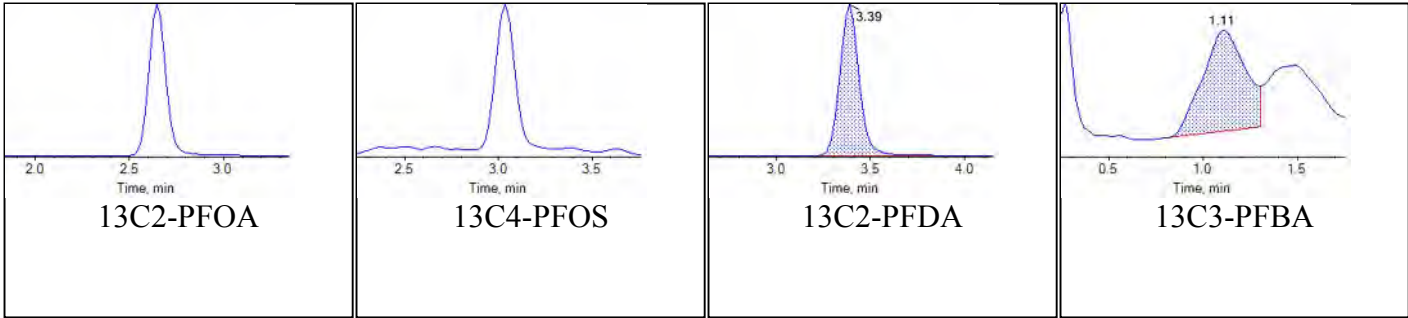 2.0 2.5 3.0
Time, min
13C2-PFOA
2.5 3.0 3.5
Time, min
13C4-PFOS
3.39
3.0 3.5 4.0
Time, min
13C2-PFDA
1.11
0.5 1.0 1.5
Time, min
13C3-PFBA